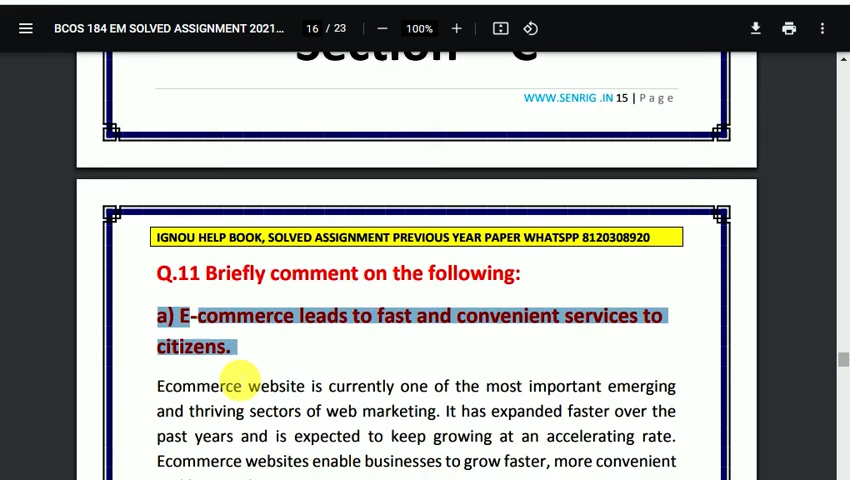 BCOS 184 EM SOLVED ASSIGNMENT 2021... 16 / 23 100%
Section - C
WWW.SENRIG .IN 15 | P a g e
IGNOU HELP BOOK, SOLVED ASSIGNMENT PREVIOUS YEAR PAPER WHATSPP 8120308920
Q.11 Briefly comment on the following:
a) E-commerce leads to fast and convenient services to
citizens.
Ecommerce website is currently one of the most important emerging
and thriving sectors of web marketing. It has expanded faster over the
past years and is expected to keep growing at an accelerating rate.
Ecommerce websites enable businesses to grow faster, more convenient